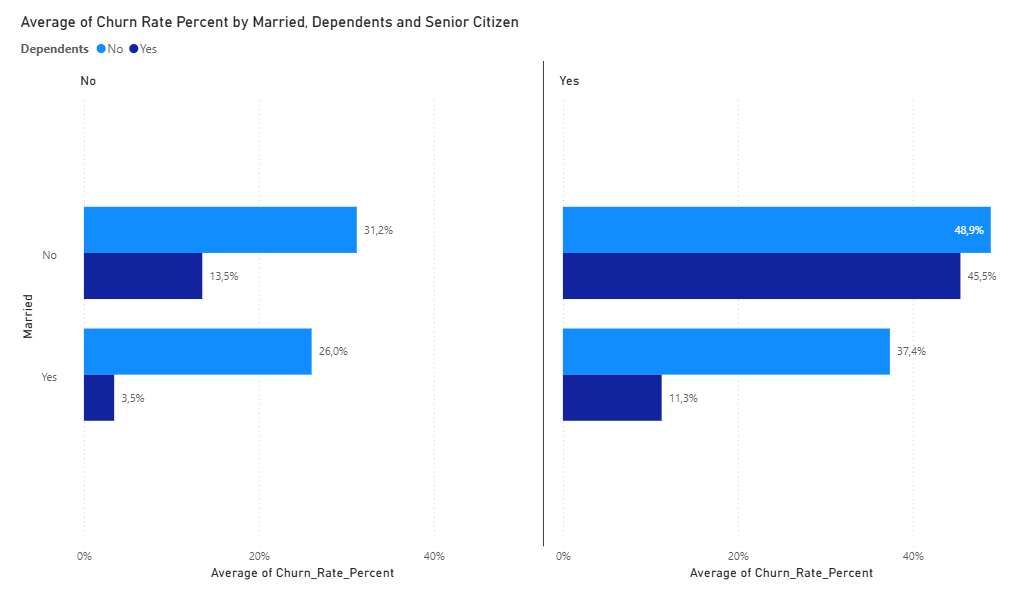 Average of Churn Rate Percent by Married, Dependents and Senior Citizen
Dependents No Yes
No
Yes
Married
No
31,2%
13,5%
Yes
26,0%
3,5%
48,9%
45,5%
37,4%
11,3%
0% 20% 40%
Average of Churn_Rate_Percent
0% 20% 40%
Average of Churn_Rate_Percent